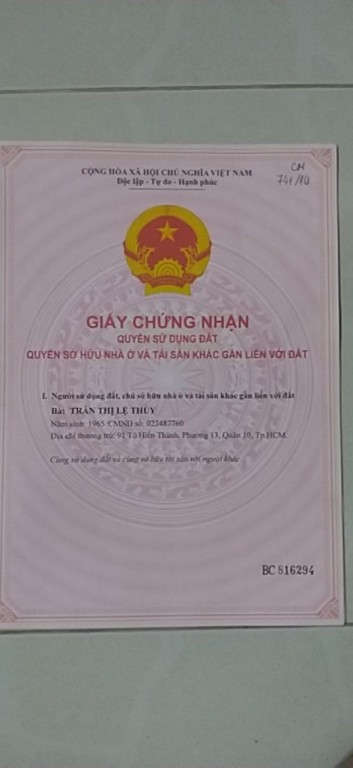 CỘNG HÒA XÃ HỘI CHỦ NGHĨA VIỆT NAM
Độc lập - Tự do - Hạnh phúc
CM
741/10
GIẤY CHỨNG NHẬN
QUYỀN SỬ DỤNG ĐẤT
QUYỀN SỞ HỮU NHÀ Ở VÀ TÀI SẢN KHÁC GẮN LIỀN VỚI ĐẤT
I. Người sử dụng đất, chủ sở hữu nhà ở và tài sản khác gắn liền với đất
Bà: TRẦN THỊ LỆ THỦY
Năm sinh: 1965 CMND số: 023487760
Địa chỉ thường trú: 91 Tô Hiến Thành, Phường 13, Quận 10, Tp.HCM.
Cùng sử dụng đất và cùng sở hữu tài sản với người khác
BC 816294